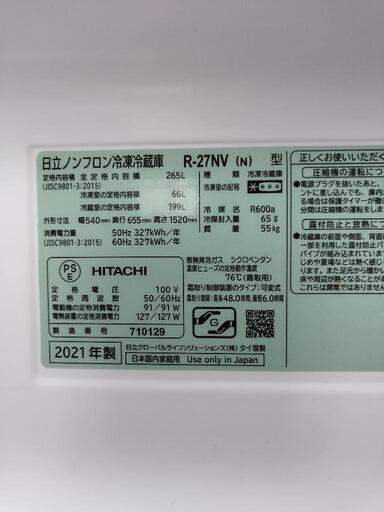 日立ノンフロン冷凍冷蔵庫 R-27NV (N) 型
定格内容積 全定格内容積 265L
(JISC9801-3:2015)
冷凍室の定格内容積 66L
冷蔵室の定格内容積 199L
外形寸法 幅540mm 奥行655mm 高さ1520mm
消費電力量 50Hz 327kWh/年
(JISC9801-3:2015) 60Hz 327kWh/年
種類 冷凍冷蔵庫
冷凍室の記号
冷媒 R600a
冷媒封入量 65g
質量 55kg
PS
E
HITACHI
定格電圧 100V
定格周波数 50/60Hz
電動機の定格消費電力 91/91W
電熱装置の定格消費電力 127/127W
製造番号 710129
断熱発泡ガス シクロペンタン
温度ヒューズの定格動作温度
76℃(霜取用)
霜取り制御装置のタイプ:可変式
(最長48.0時間,最短6.0時間)
G
2021年製
日立グローバルライフソリューションズ(株) タイ国製
日本国内家庭用 Use only in Japan
正しくお使いいただ
圧縮機の運転につ
●電源プラグを抜いたあと、